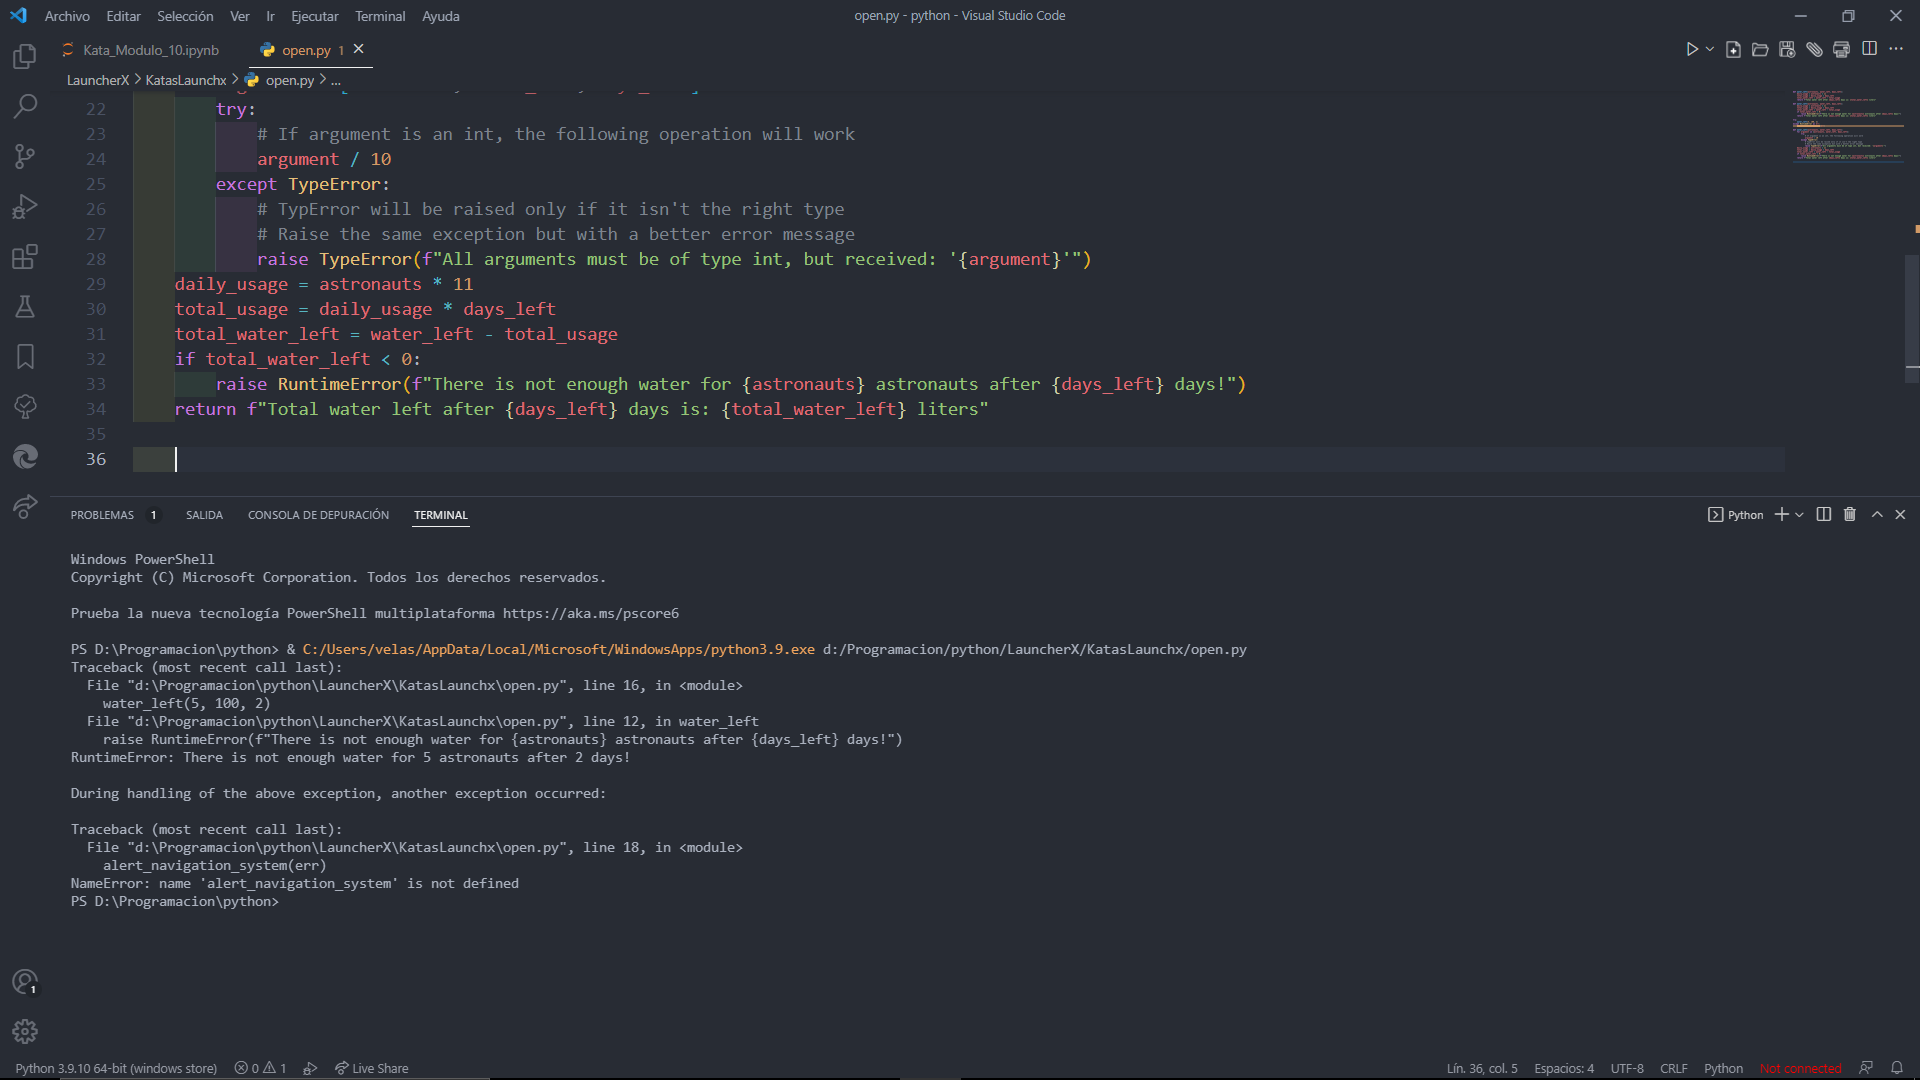 Archivo Editar Selección Ver Ir Ejecutar Terminal Ayuda
open.py - python - Visual Studio Code
Kata_Modulo_10.ipynb
open.py 1
LauncherX > KatasLaunchx > open.py > ...
22 try:
23 # If argument is an int, the following operation will work
24 argument / 10
25 except TypeError:
26 # TypError will be raised only if it isn't the right type
27 # Raise the same exception but with a better error message
28 raise TypeError(f"All arguments must be of type int, but received: '{argument}'")
29 daily_usage = astronauts * 11
30 total_usage = daily_usage * days_left
31 total_water_left = water_left - total_usage
32 if total_water_left < 0:
33 raise RuntimeError(f"There is not enough water for {astronauts} astronauts after {days_left} days!")
34 return f"Total water left after {days_left} days is: {total_water_left} liters"
35
36
PROBLEMAS 1 SALIDA CONSOLA DE DEPURACIÓN TERMINAL
Python
Windows PowerShell
Copyright (C) Microsoft Corporation. Todos los derechos reservados.
Prueba la nueva tecnología PowerShell multiplataforma https://aka.ms/pscore6
PS D:\Programacion\python> & C:/Users/velas/AppData/Local/Microsoft/WindowsApps/python3.9.exe d:/Programacion/python/LauncherX/KatasLaunchx/open.py
Traceback (most recent call last):
File "d:\Programacion\python\LauncherX\KatasLaunchx\open.py", line 16, in <module>
water_left(5, 100, 2)
File "d:\Programacion\python\LauncherX\KatasLaunchx\open.py", line 12, in water_left
raise RuntimeError(f"There is not enough water for {astronauts} astronauts after {days_left} days!")
RuntimeError: There is not enough water for 5 astronauts after 2 days!
During handling of the above exception, another exception occurred:
Traceback (most recent call last):
File "d:\Programacion\python\LauncherX\KatasLaunchx\open.py", line 18, in <module>
alert_navigation_system(err)
NameError: name 'alert_navigation_system' is not defined
PS D:\Programacion\python>
1
Python 3.9.10 64-bit (windows store) 0 1 Live Share
Lín. 36, col. 5 Espacios: 4 UTF-8 CRLF Python Not connected